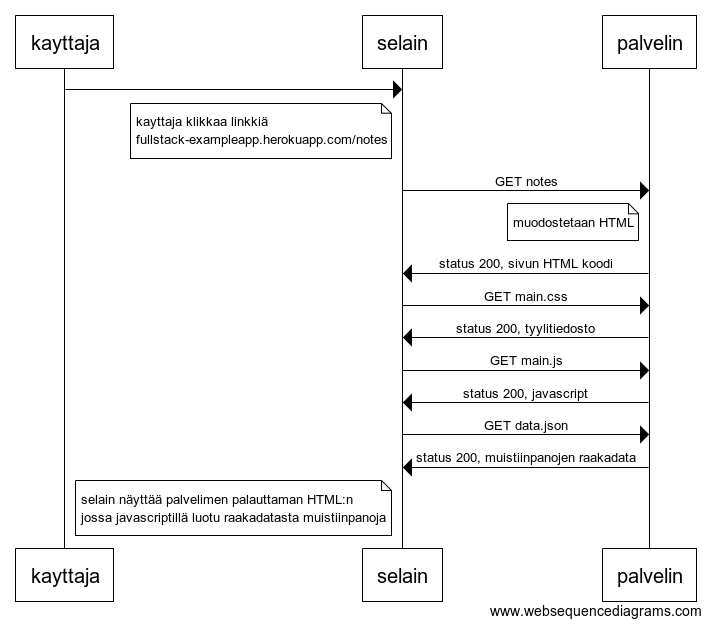 kayttaja selain palvelin
kayttaja klikkaa linkkiä
fullstack-exampleapp.herokuapp.com/notes
GET notes
muodostetaan HTML
status 200, sivun HTML koodi
GET main.css
status 200, tyylitiedosto
GET main.js
status 200, javascript
GET data.json
status 200, muistiinpanojen raakadata
selain näyttää palvelimen palauttaman HTML:n
jossa javascriptillä luotu raakadatasta muistiinpanoja
kayttaja selain palvelin
www.websequencediagrams.com